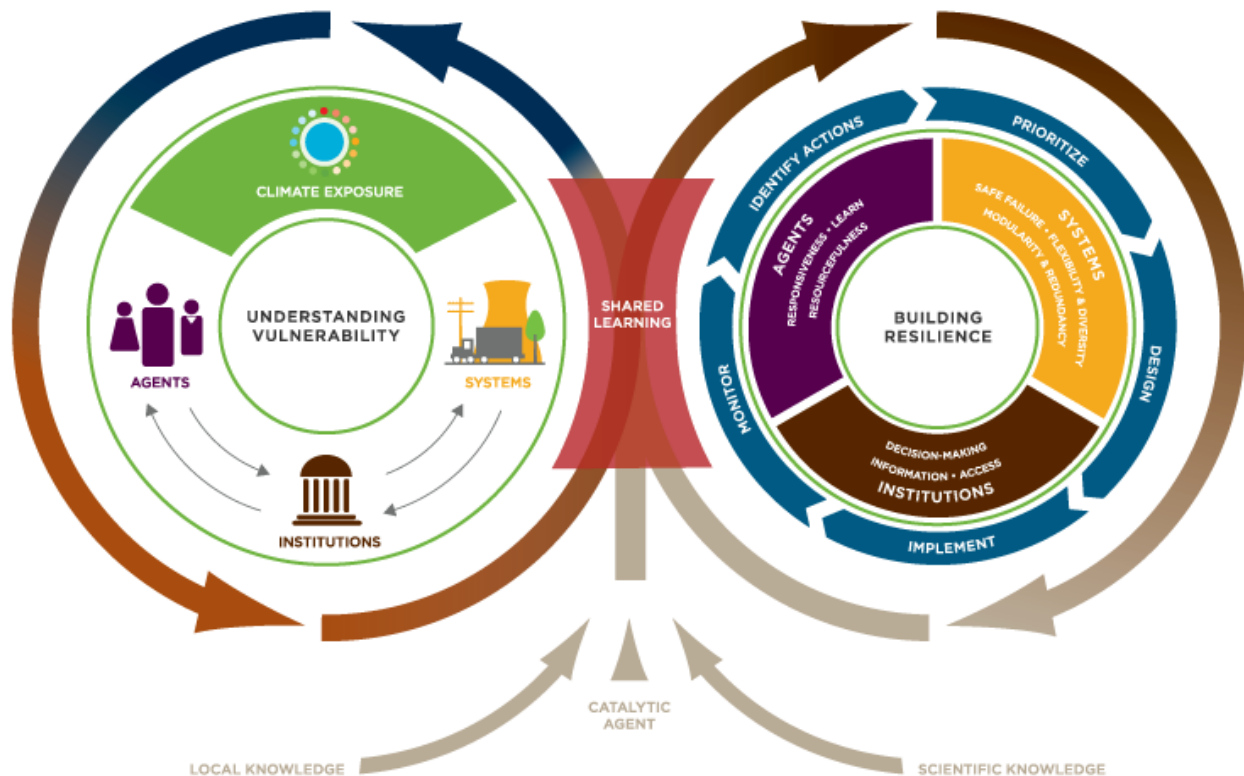 CLIMATE EXPOSURE
UNDERSTANDING
VULNERABILITY
AGENTS
SYSTEMS
INSTITUTIONS
SHARED
LEARNING
IDENTIFY ACTIONS
PRIORITIZE
DESIGN
IMPLEMENT
MONITOR
AGENTS
RESPONSIVENESS • LEARN
RESOURCEFULNESS
SYSTEMS
SAFE FAILURE • FLEXIBILITY & DIVERSITY
MODULARITY & REDUNDANCY
BUILDING
RESILIENCE
DECISION-MAKING
INFORMATION • ACCESS
INSTITUTIONS
CATALYTIC
AGENT
LOCAL KNOWLEDGE
SCIENTIFIC KNOWLEDGE